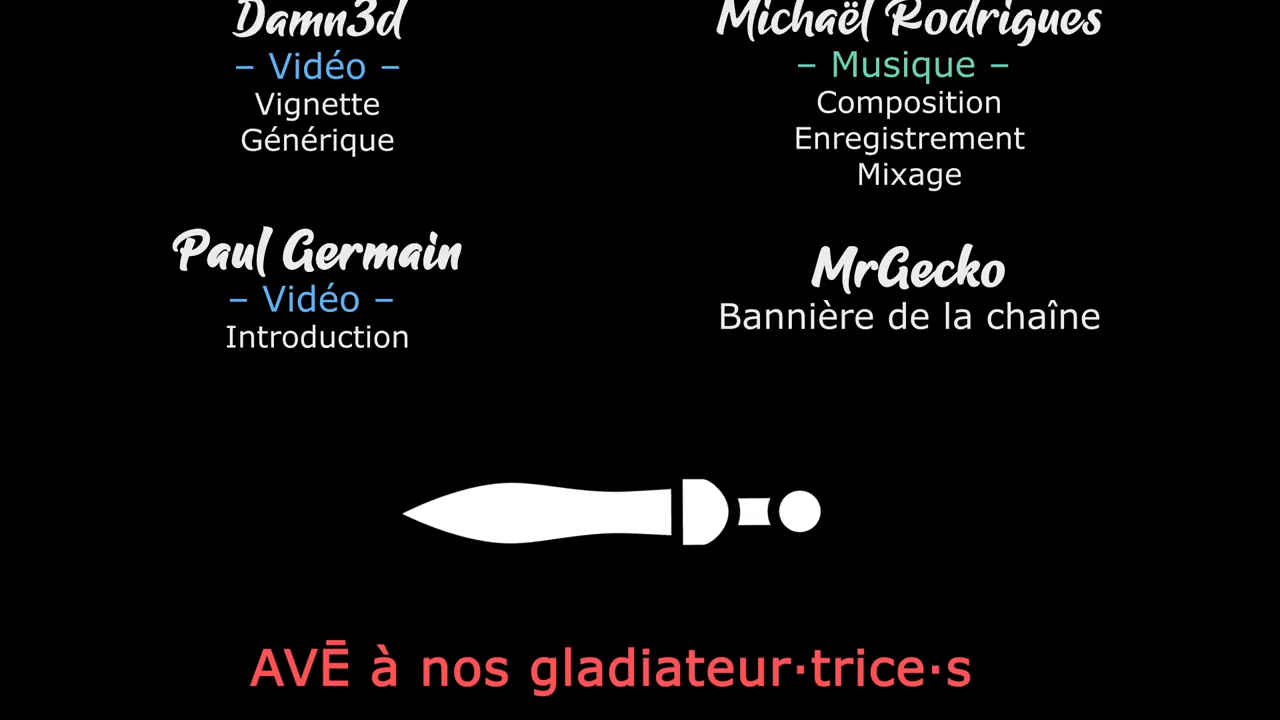 Damn3d
– Vidéo –
Vignette
Générique
Michaël Rodrigues
– Musique –
Composition
Enregistrement
Mixage
Paul Germain
– Vidéo –
Introduction
MrGecko
Bannière de la chaîne
AVĒ à nos gladiateur·trice·s